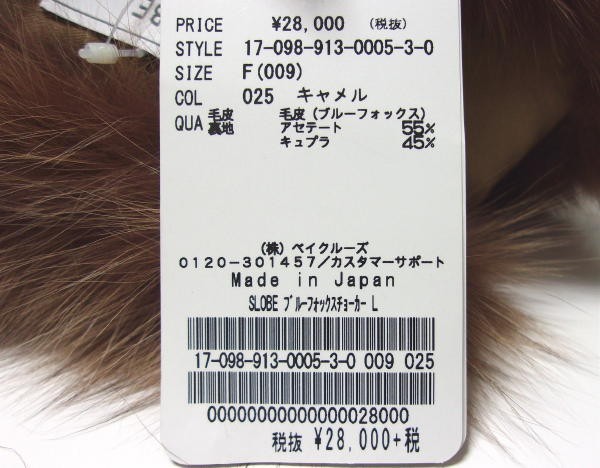 BE
PRICE ¥28,000 (税抜)
STYLE 17-098-913-0005-3-0
SIZE F(009)
COL 025 キャメル
QUA 毛皮 毛皮(ブルーフォックス)
裏地 アセテート 55%
キュプラ 45%
(株)ベイクルーズ
0120-301457/カスタマーサポート
Made in Japan
SLOBE ブルーフォックスチョーカー L
17-098-913-0005-3-0 009 025
00000000000000028000
税抜 ¥28,000+税